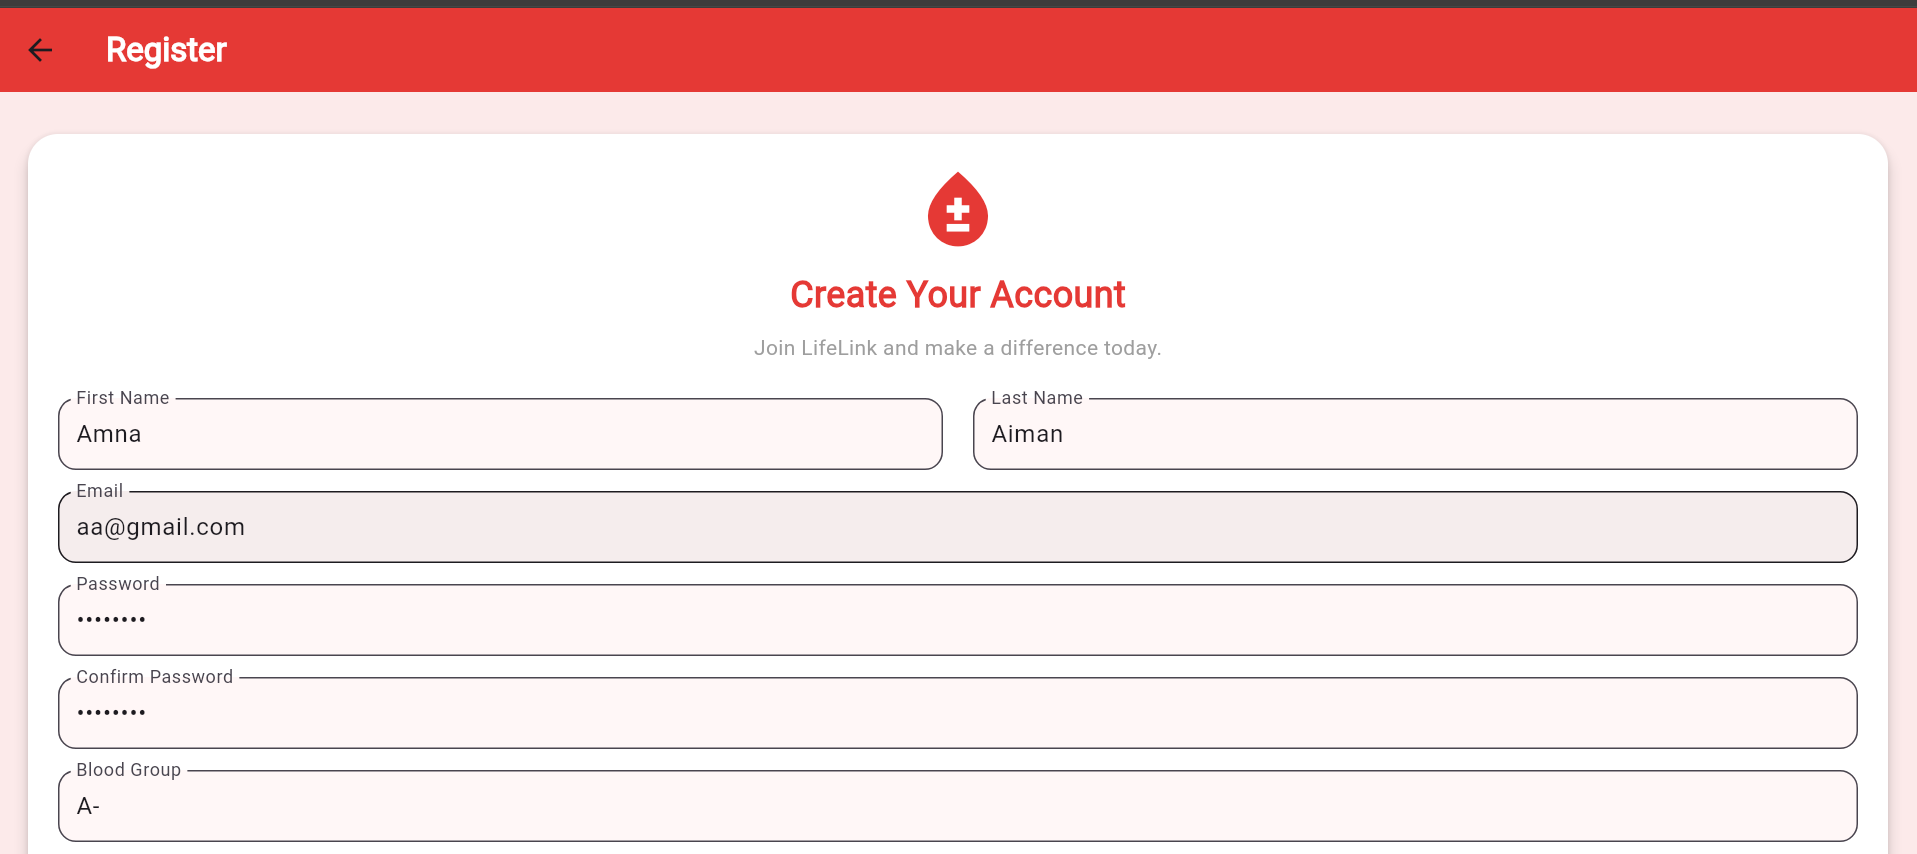 Register
Create Your Account
Join LifeLink and make a difference today.
First Name
Amna
Last Name
Aiman
Email
aa@gmail.com
Password
••••••••
Confirm Password
••••••••
Blood Group
A-